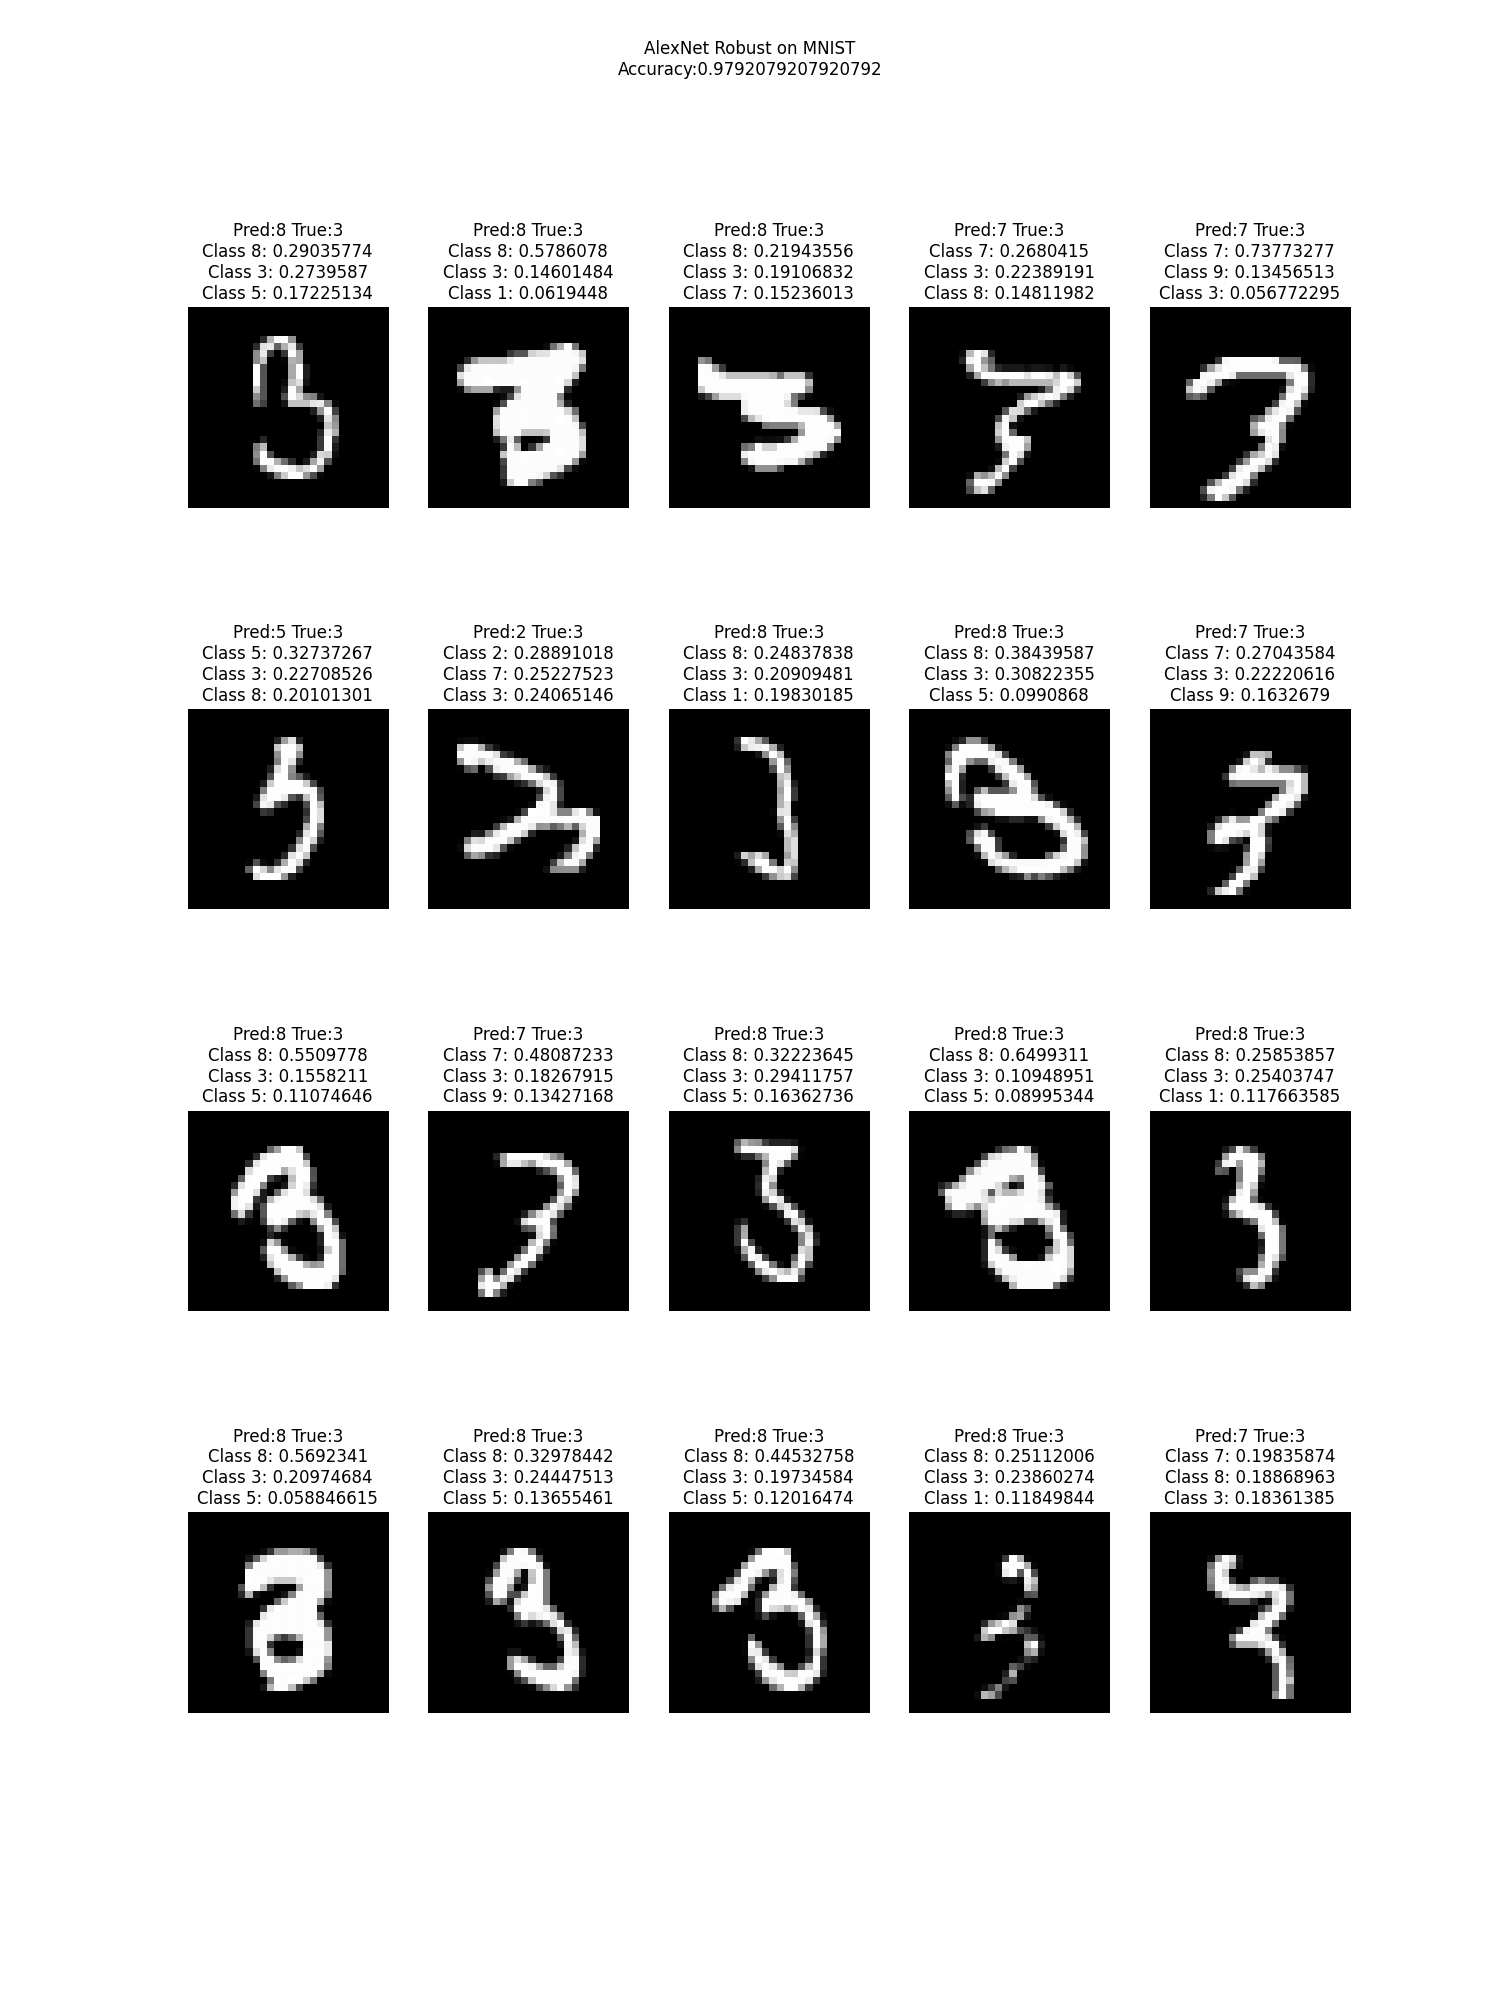 AlexNet Robust on MNIST
Accuracy:0.9792079207920792
Pred:8 True:3
Class 8: 0.29035774
Class 3: 0.2739587
Class 5: 0.17225134
Pred:8 True:3
Class 8: 0.5786078
Class 3: 0.14601484
Class 1: 0.0619448
Pred:8 True:3
Class 8: 0.21943556
Class 3: 0.19106832
Class 7: 0.15236013
Pred:7 True:3
Class 7: 0.2680415
Class 3: 0.22389191
Class 8: 0.14811982
Pred:7 True:3
Class 7: 0.73773277
Class 9: 0.13456513
Class 3: 0.056772295
Pred:5 True:3
Class 5: 0.32737267
Class 3: 0.22708526
Class 8: 0.20101301
Pred:2 True:3
Class 2: 0.28891018
Class 7: 0.25227523
Class 3: 0.24065146
Pred:8 True:3
Class 8: 0.24837838
Class 3: 0.20909481
Class 1: 0.19830185
Pred:8 True:3
Class 8: 0.38439587
Class 3: 0.30822355
Class 5: 0.0990868
Pred:7 True:3
Class 7: 0.27043584
Class 3: 0.22220616
Class 9: 0.1632679
Pred:8 True:3
Class 8: 0.5509778
Class 3: 0.1558211
Class 5: 0.11074646
Pred:7 True:3
Class 7: 0.48087233
Class 3: 0.18267915
Class 9: 0.13427168
Pred:8 True:3
Class 8: 0.32223645
Class 3: 0.29411757
Class 5: 0.16362736
Pred:8 True:3
Class 8: 0.6499311
Class 3: 0.10948951
Class 5: 0.08995344
Pred:8 True:3
Class 8: 0.25853857
Class 3: 0.25403747
Class 1: 0.117663585
Pred:8 True:3
Class 8: 0.5692341
Class 3: 0.20974684
Class 5: 0.058846615
Pred:8 True:3
Class 8: 0.32978442
Class 3: 0.24447513
Class 5: 0.13655461
Pred:8 True:3
Class 8: 0.44532758
Class 3: 0.19734584
Class 5: 0.12016474
Pred:8 True:3
Class 8: 0.25112006
Class 3: 0.23860274
Class 1: 0.11849844
Pred:7 True:3
Class 7: 0.19835874
Class 8: 0.18868963
Class 3: 0.18361385